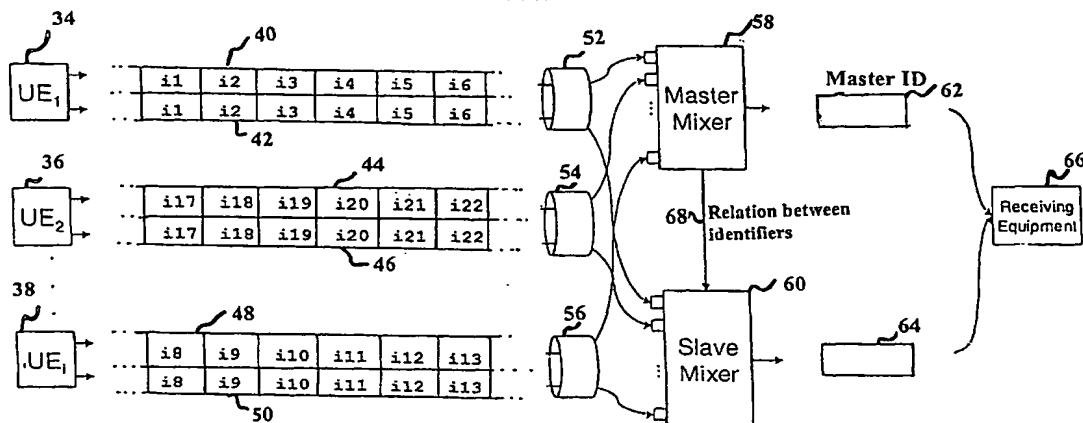 34
40
52
58
UE1
i1 i2 i3 i4 i5 i6
i1 i2 i3 i4 i5 i6
42
Master Mixer
Master ID
62
36
44
54
66
UE2
i17 i18 i19 i20 i21 i22
i17 i18 i19 i20 i21 i22
46
68
Relation between
identifiers
Receiving
Equipment
38
48
56
60
UEi
i8 i9 i10 i11 i12 i13
i8 i9 i10 i11 i12 i13
50
Slave
Mixer
64